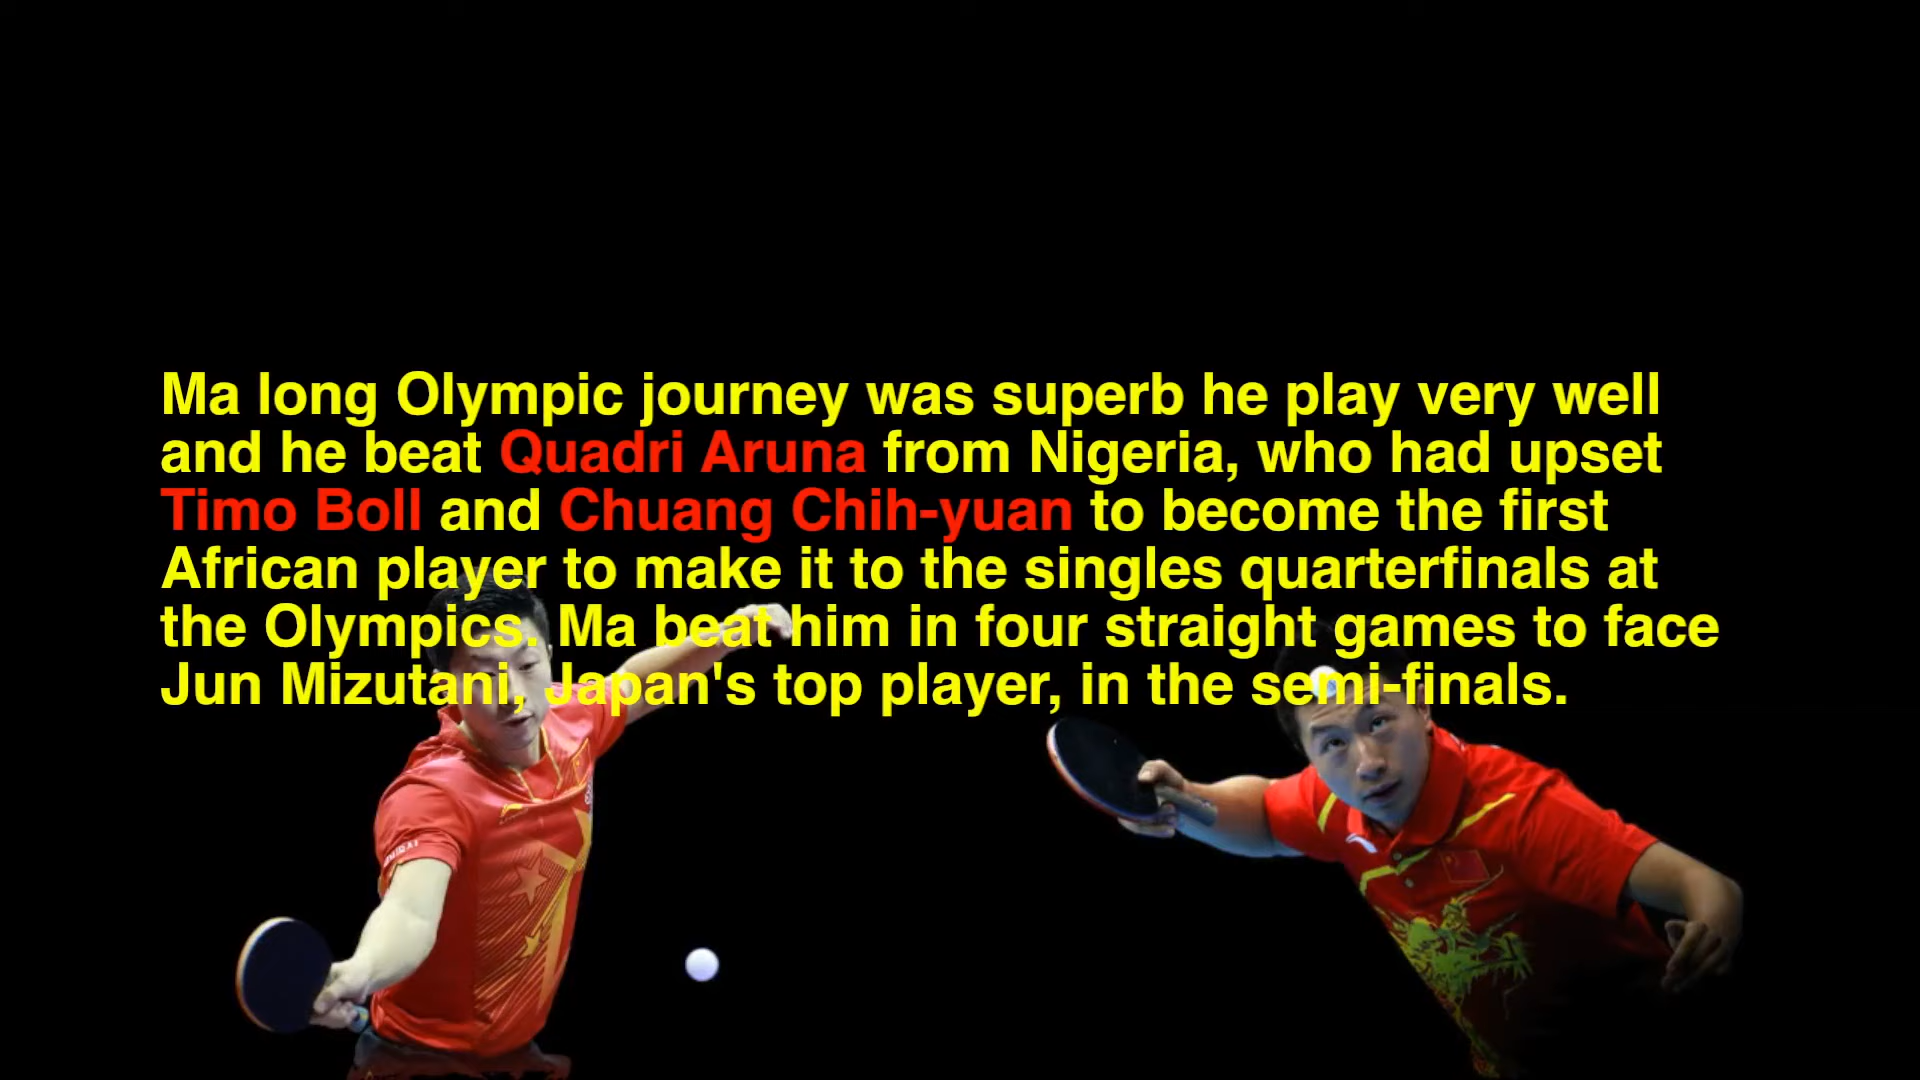 Ma long Olympic journey was superb he play very well
and he beat Quadri Aruna from Nigeria, who had upset
Timo Boll and Chuang Chih-yuan to become the first
African player to make it to the singles quarterfinals at
the Olympics. Ma beat him in four straight games to face
Jun Mizutani, Japan's top player, in the semi-finals.